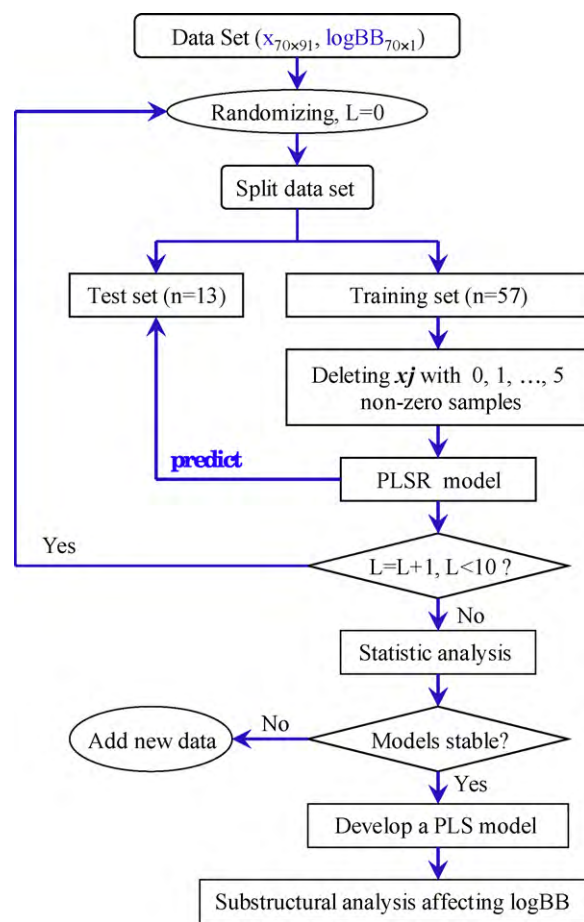 Data Set (x70×91, logBB70×1)
Randomizing, L=0
Split data set
Test set (n=13)
Training set (n=57)
Deleting xj with 0, 1, …, 5
non-zero samples
predict
PLSR model
Yes
L=L+1, L<10 ?
No
Statistic analysis
No
Add new data
Models stable?
Yes
Develop a PLS model
Substructural analysis affecting logBB